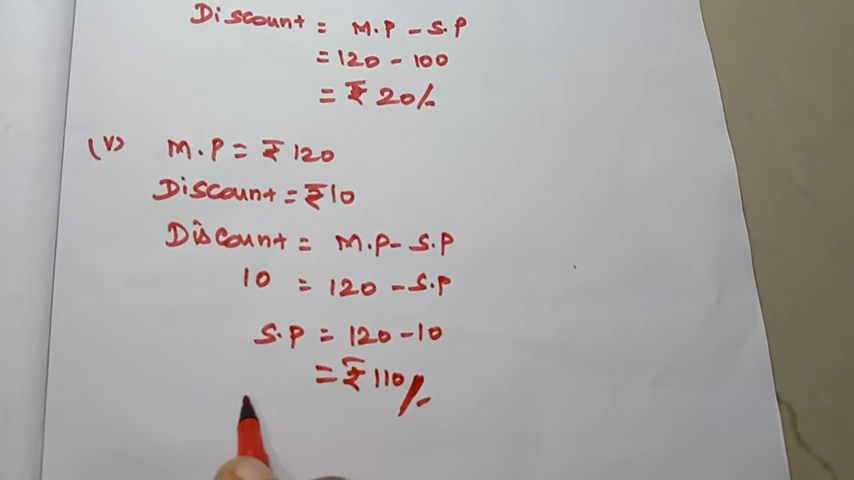 Discount = M.P - S.P
= 120 - 100
= ₹ 20/-
(v) M.P = ₹ 120
Discount = ₹ 10
Discount = M.P - S.P
10 = 120 - S.P
S.P = 120 - 10
= ₹ 110/-